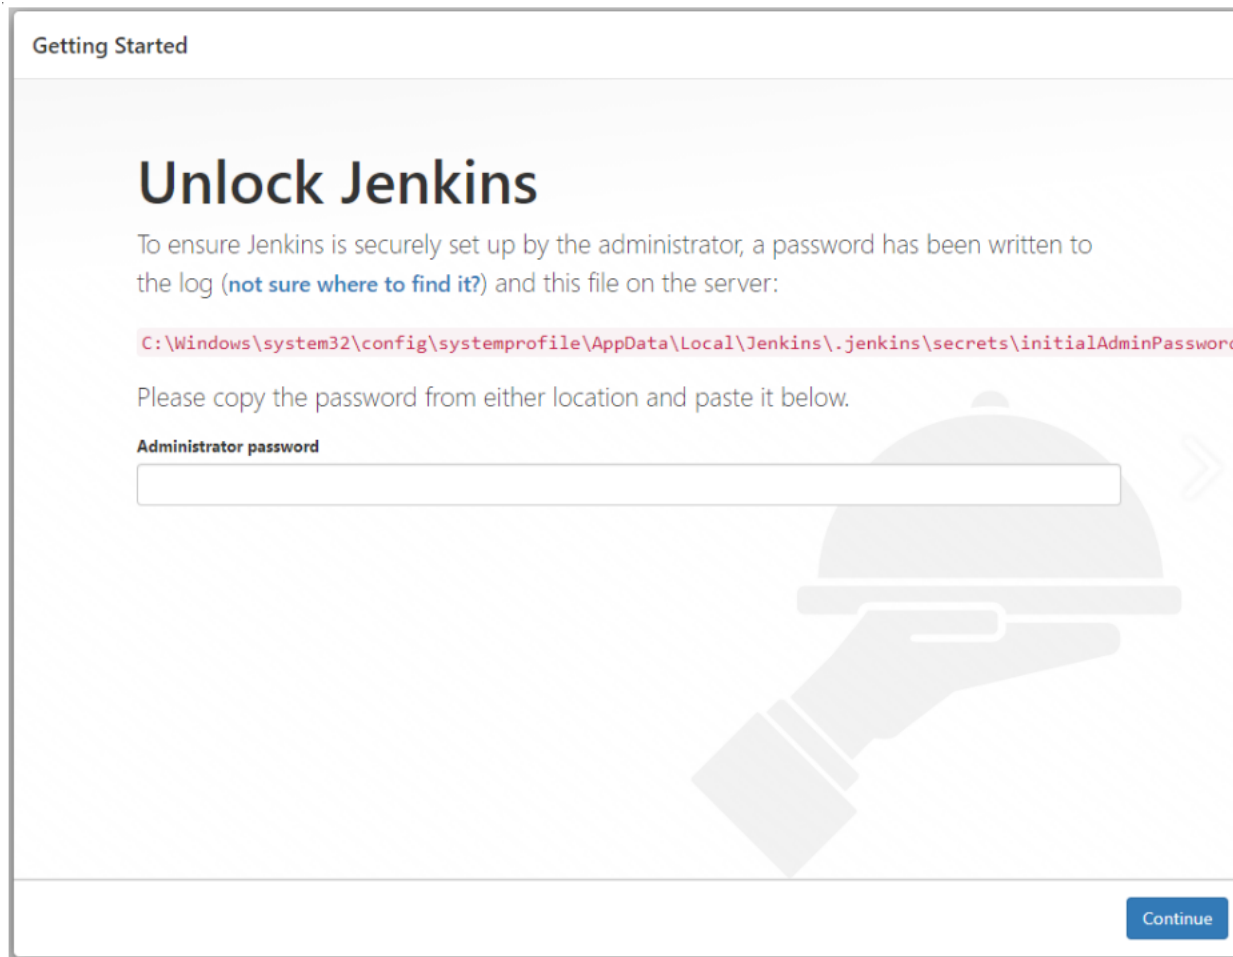 Getting Started
Unlock Jenkins
To ensure Jenkins is securely set up by the administrator, a password has been written to
the log (not sure where to find it?) and this file on the server:
C:\Windows\system32\config\systemprofile\AppData\Local\Jenkins\.jenkins\secrets\initialAdminPassword
Please copy the password from either location and paste it below.
Administrator password
Continue